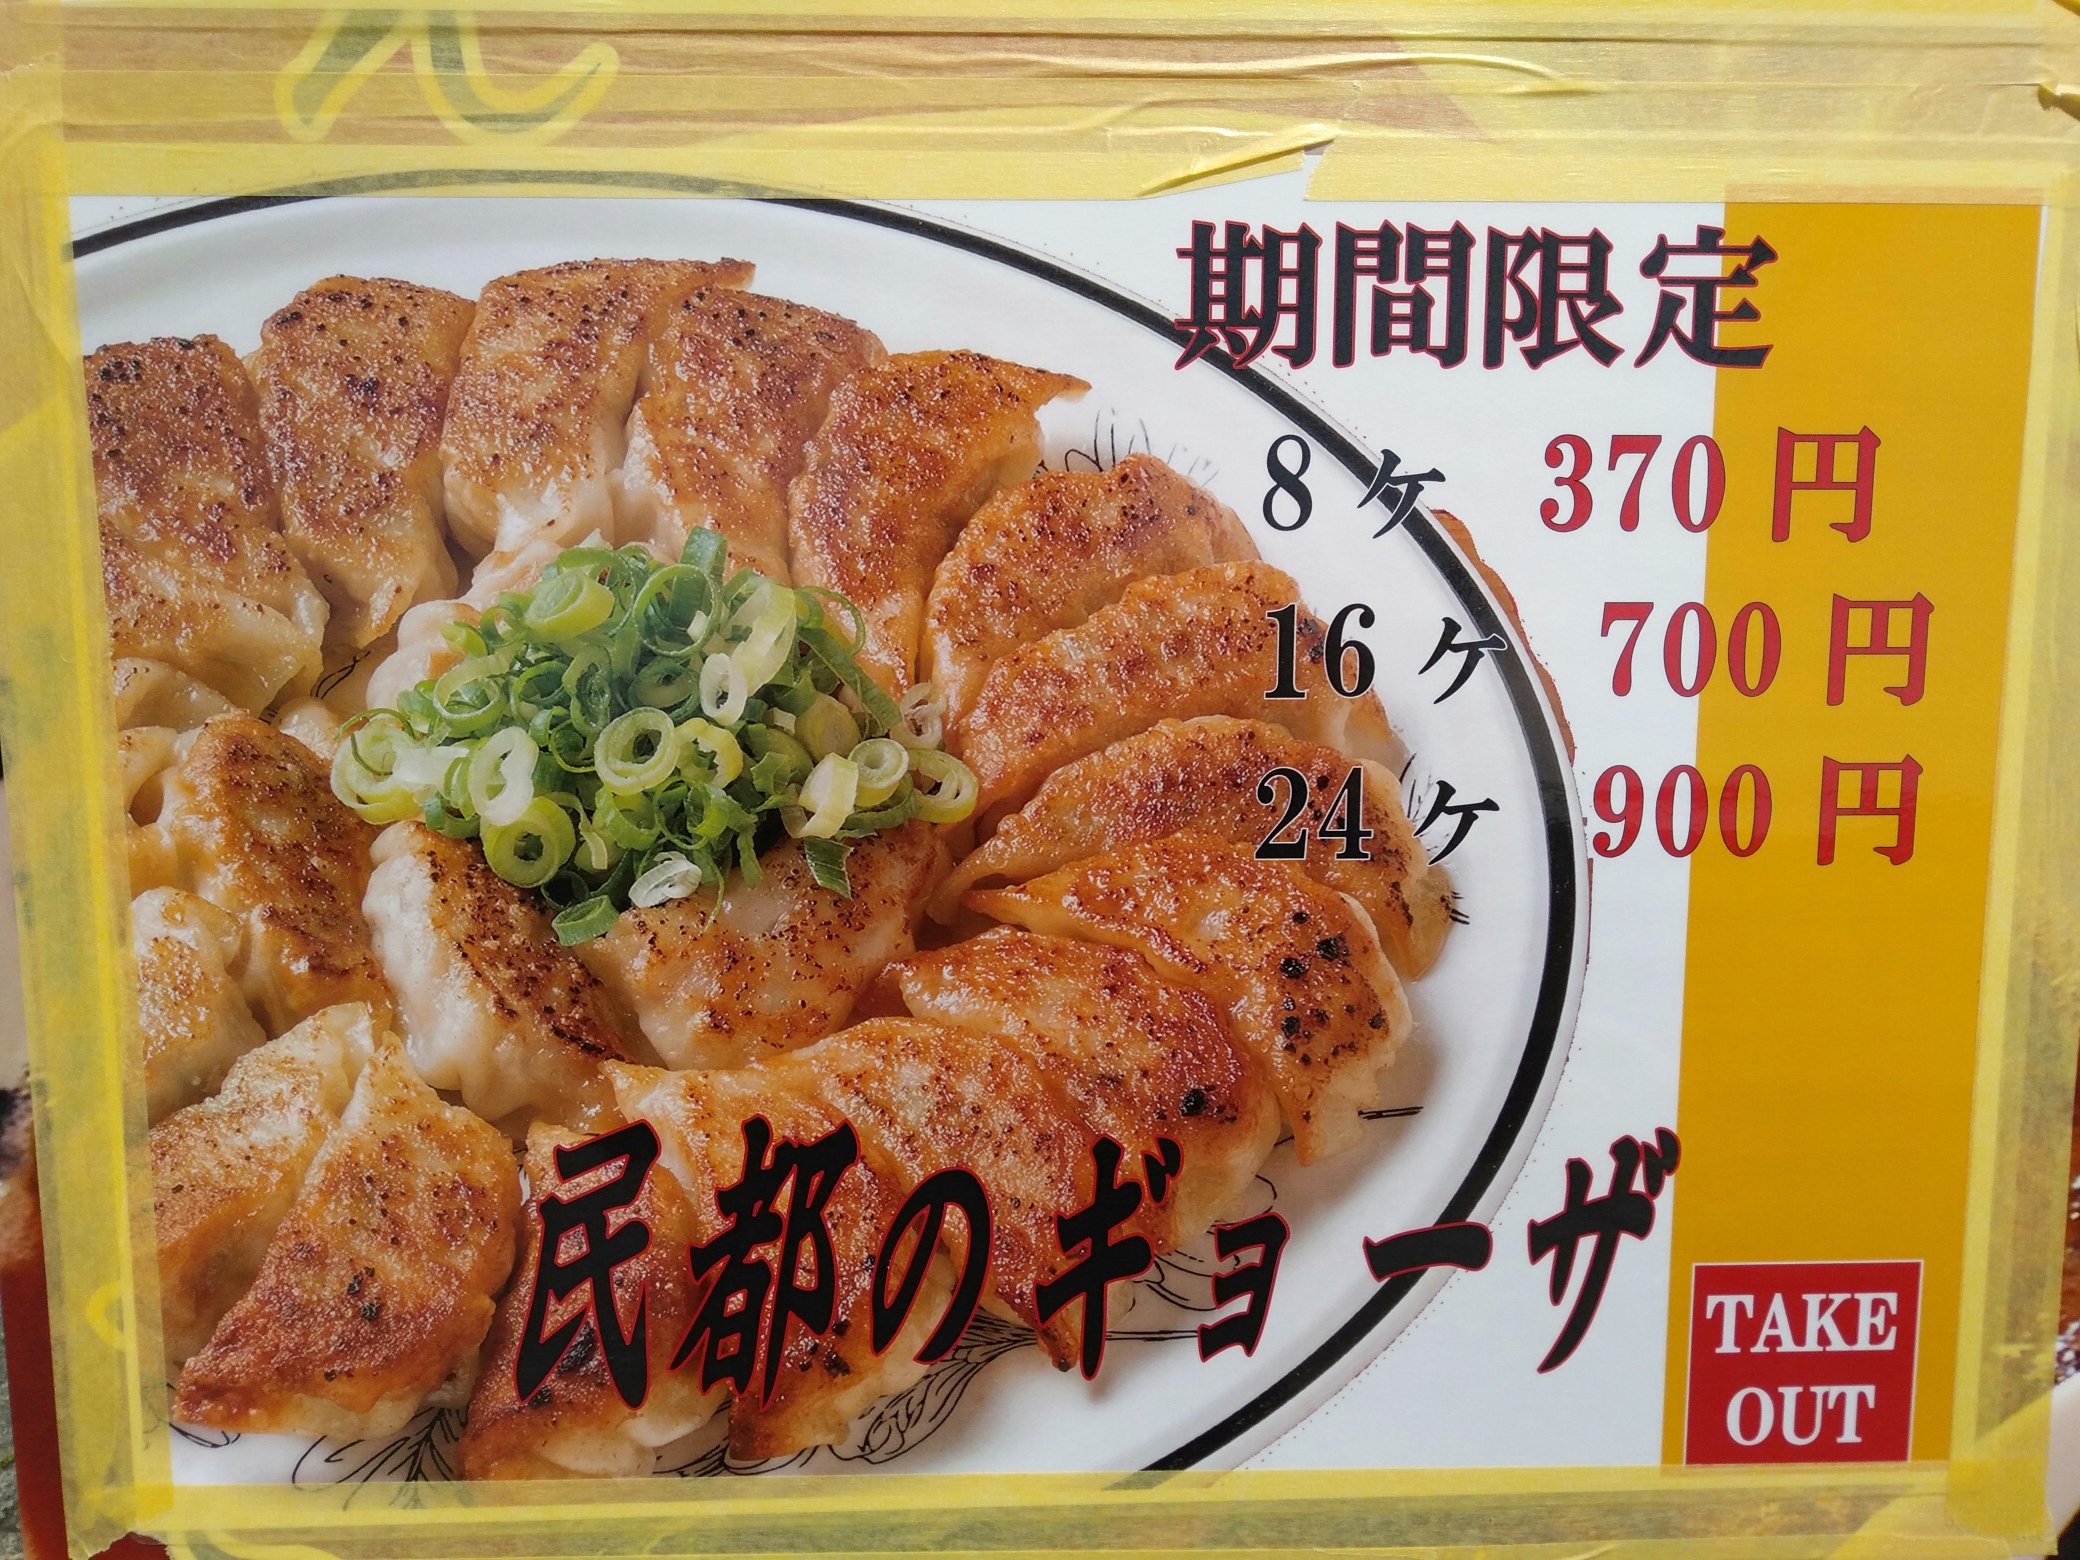 期間限定
8ヶ 370円
16ヶ 700円
24ヶ 900円
民都のギョーザ
TAKE
OUT